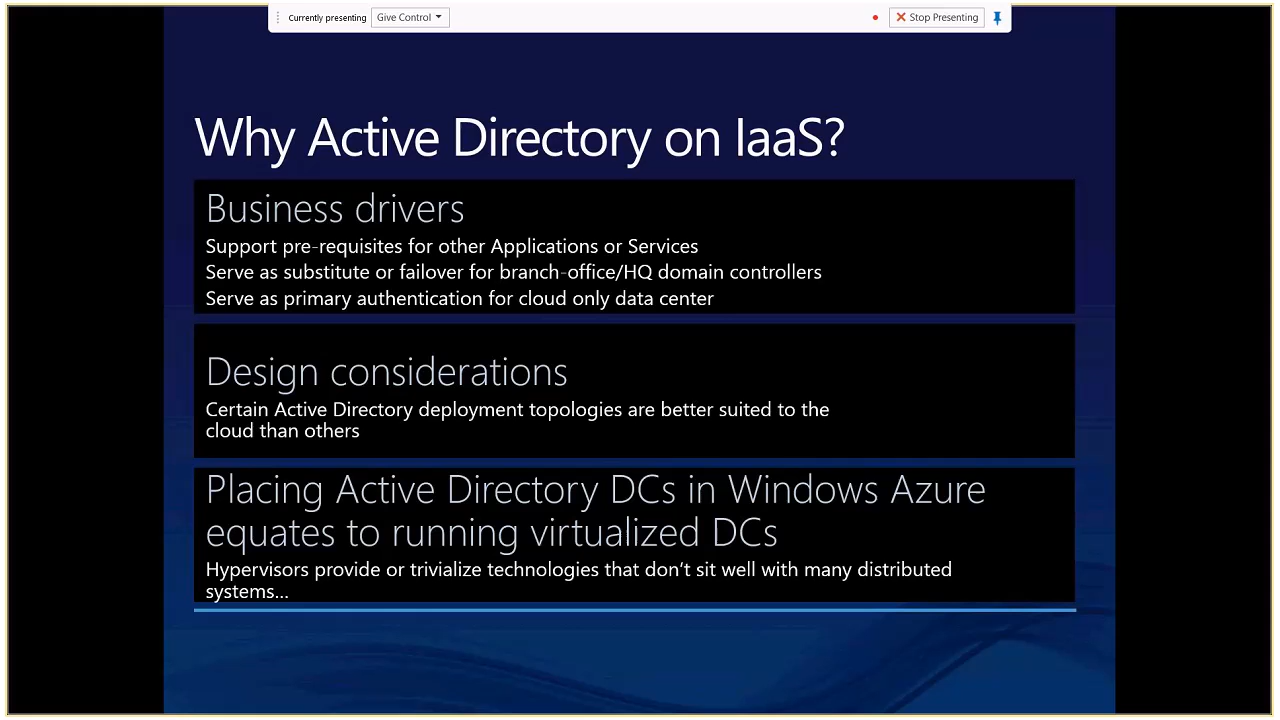 Currently presenting Give Control Stop Presenting
Why Active Directory on IaaS?
Business drivers
Support pre-requisites for other Applications or Services
Serve as substitute or failover for branch-office/HQ domain controllers
Serve as primary authentication for cloud only data center
Design considerations
Certain Active Directory deployment topologies are better suited to the
cloud than others
Placing Active Directory DCs in Windows Azure
equates to running virtualized DCs
Hypervisors provide or trivialize technologies that don't sit well with many distributed
systems...